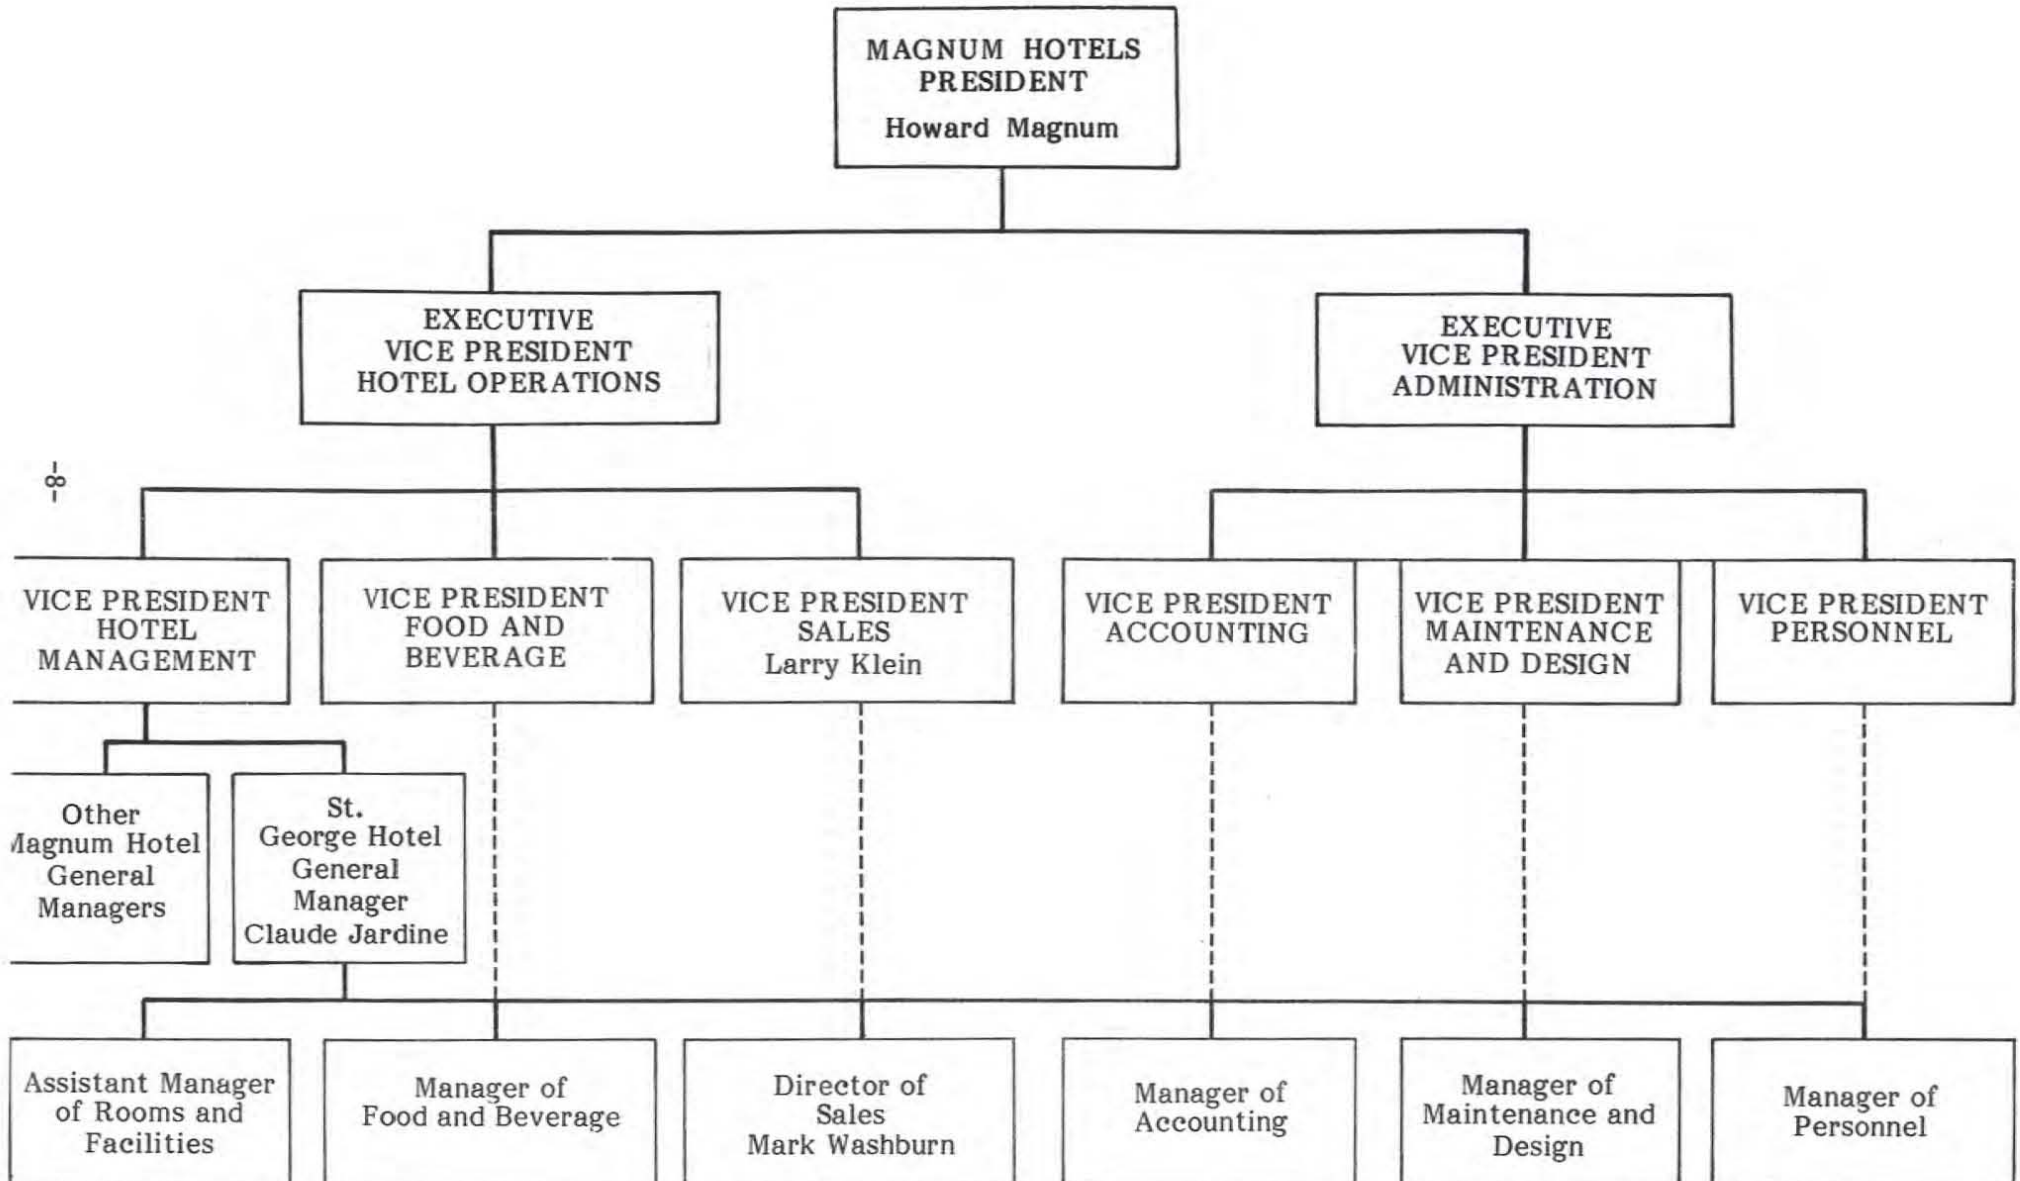 MAGNUM HOTELS
PRESIDENT
Howard Magnum
EXECUTIVE
VICE PRESIDENT
HOTEL OPERATIONS
EXECUTIVE
VICE PRESIDENT
ADMINISTRATION
-8-
VICE PRESIDENT
HOTEL
MANAGEMENT
VICE PRESIDENT
FOOD AND
BEVERAGE
VICE PRESIDENT
SALES
Larry Klein
VICE PRESIDENT
ACCOUNTING
VICE PRESIDENT
MAINTENANCE
AND DESIGN
VICE PRESIDENT
PERSONNEL
Other
Magnum Hotel
General
Managers
St.
George Hotel
General
Manager
Claude Jardine
Assistant Manager
of Rooms and
Facilities
Manager of
Food and Beverage
Director of
Sales
Mark Washburn
Manager of
Accounting
Manager of
Maintenance and
Design
Manager of
Personnel